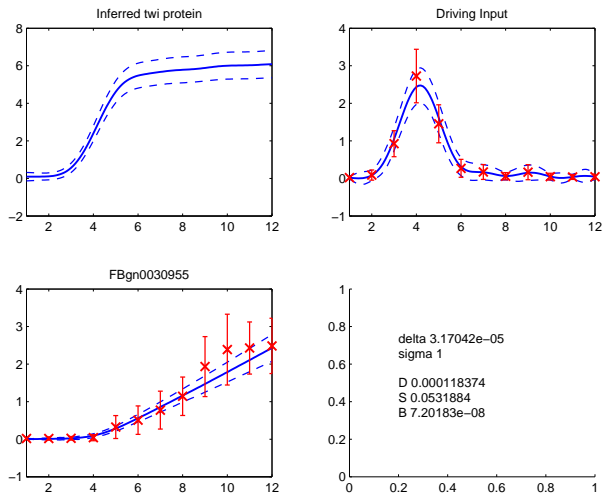 Inferred twi protein
8
6
4
2
0
−2
2 4 6 8 10 12
Driving Input
4
3
2
1
0
−1
2 4 6 8 10 12
FBgn0030955
4
3
2
1
0
−1
2 4 6 8 10 12
1
0.8
0.6
0.4
0.2
0
0 0.2 0.4 0.6 0.8 1
delta 3.17042e−05
sigma 1
D 0.000118374
S 0.0531884
B 7.20183e−08